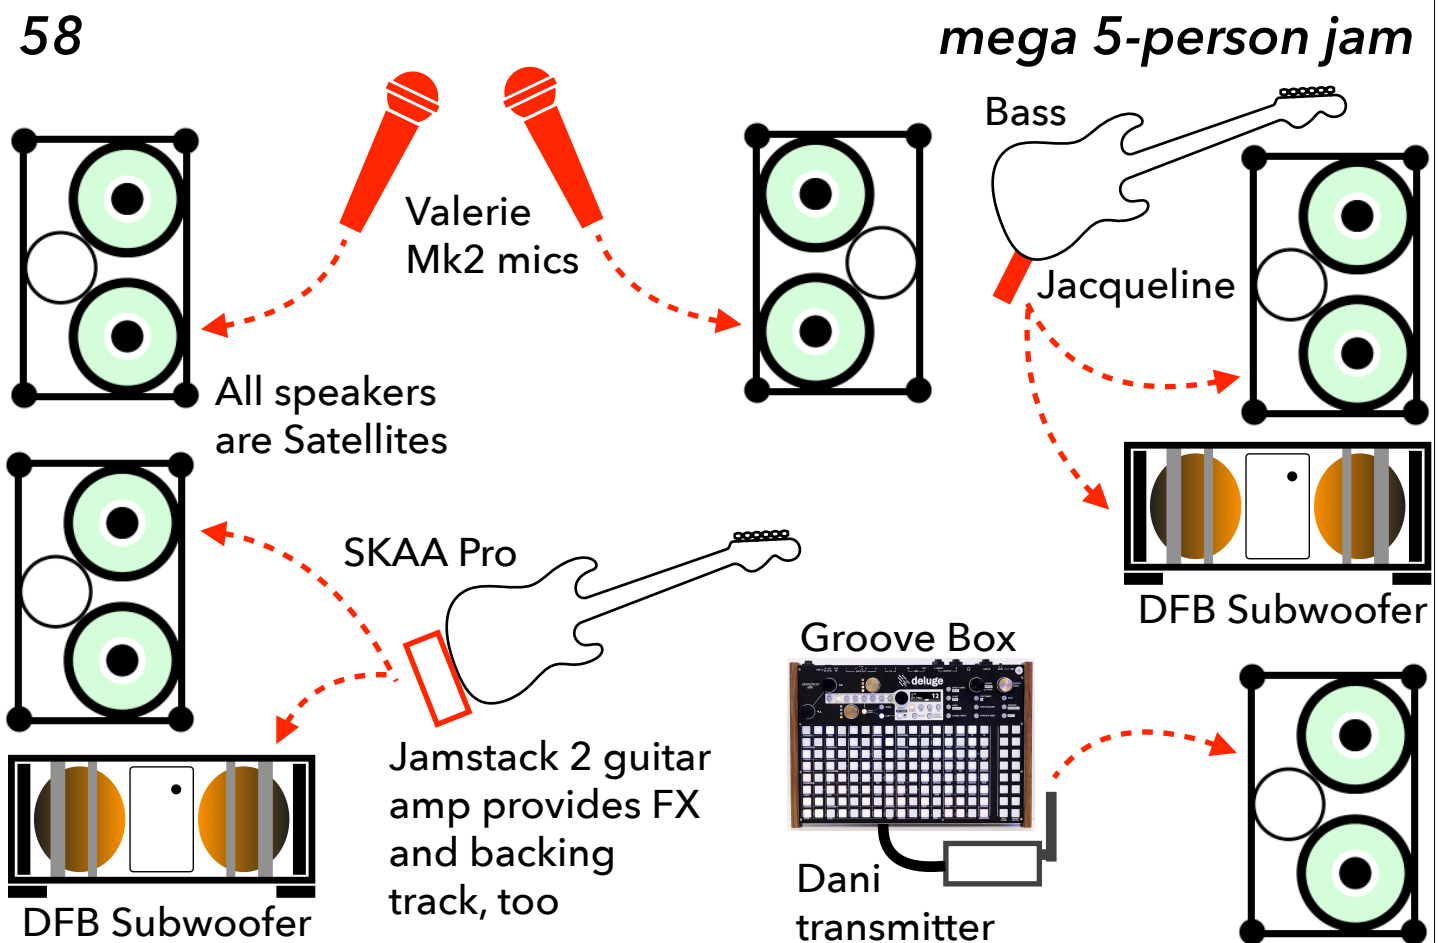 58
mega 5-person jam
Bass
Valerie
Mk2 mics
Jacqueline
All speakers
are Satellites
SKAA Pro
DFB Subwoofer
Groove Box
deluge
12
Jamstack 2 guitar
amp provides FX
and backing
track, too
Dani
transmitter
DFB Subwoofer